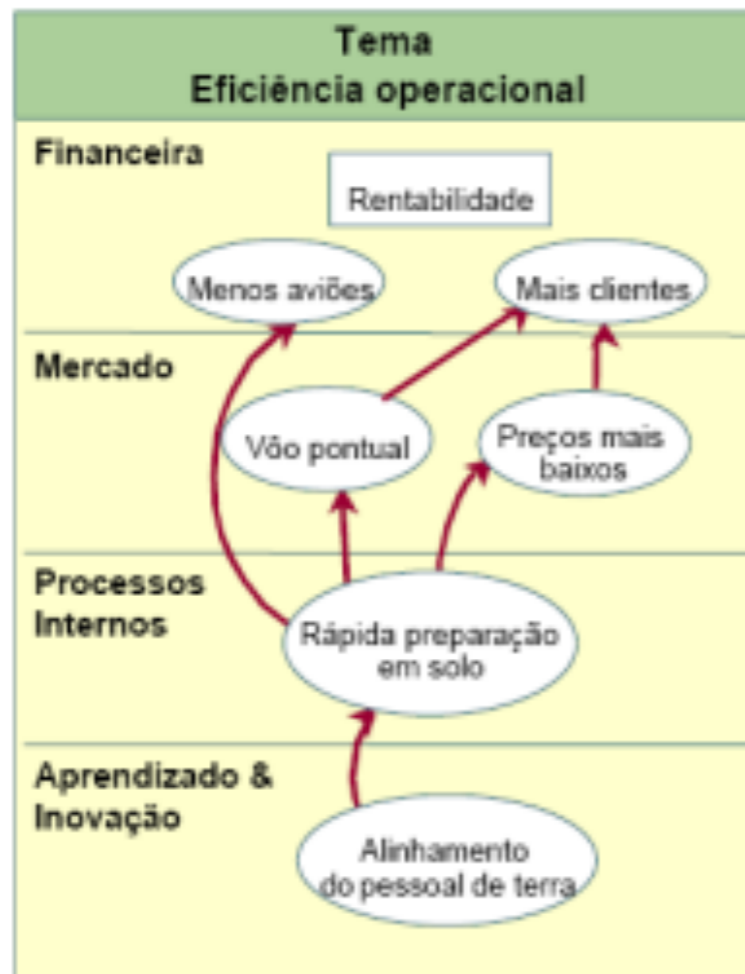 Tema
Eficiência operacional
Financeira
Rentabilidade
Menos aviões
Mais clientes
Mercado
Vôo pontual
Preços mais
baixos
Processos
Internos
Rápida preparação
em solo
Aprendizado &
Inovação
Alinhamento
do pessoal de terra